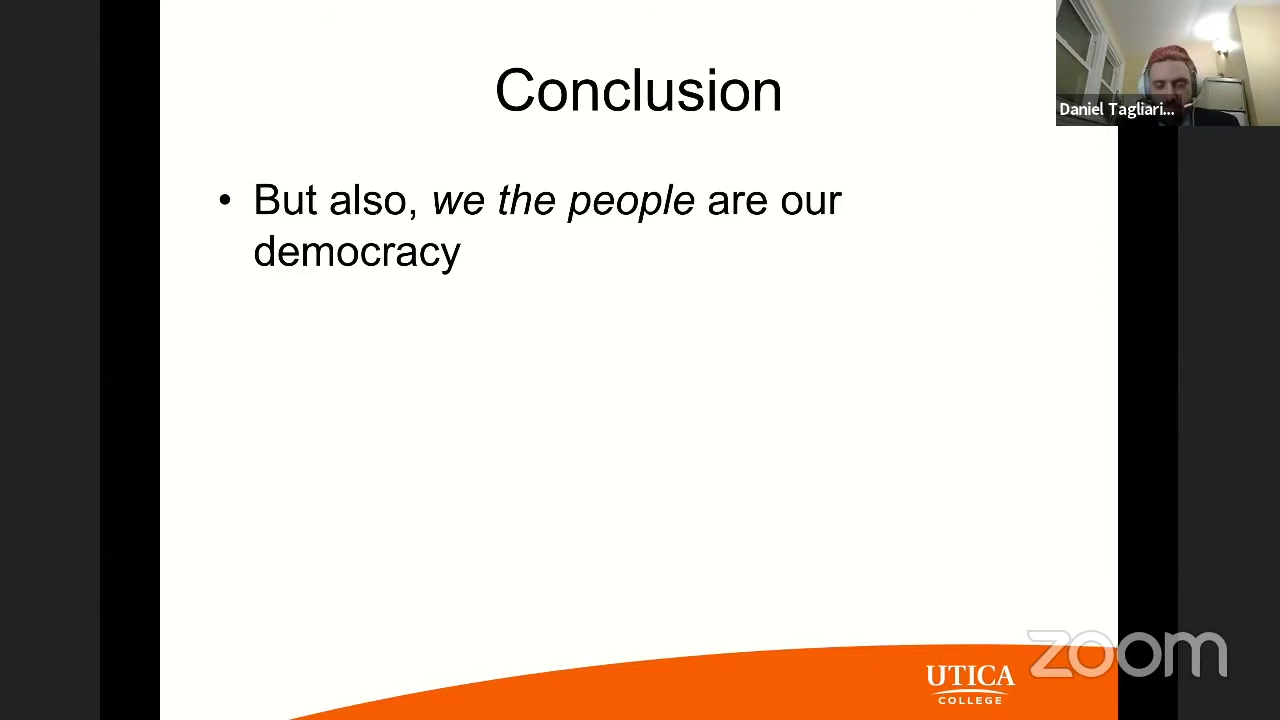 Conclusion
• But also, we the people are our
democracy
Daniel Tagliari...
UTICA
COLLEGE
zoom